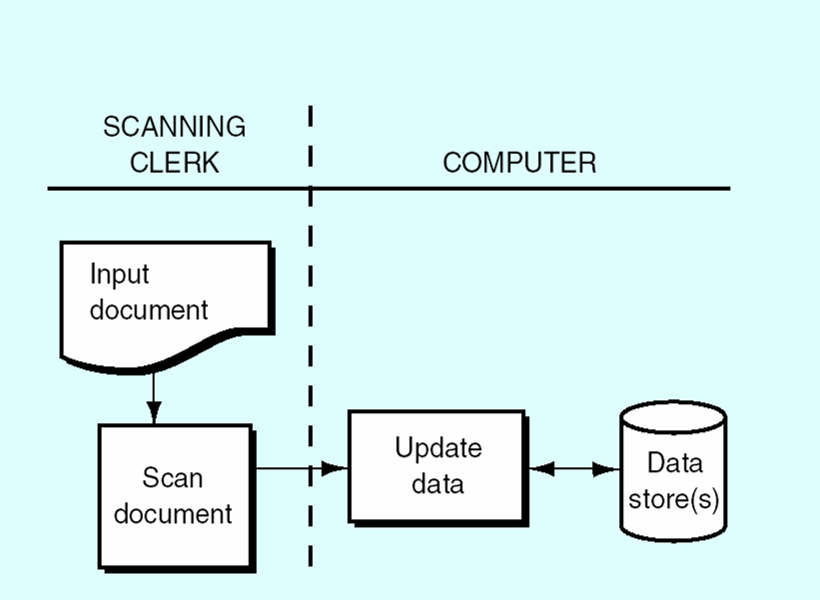 SCANNING
CLERK
COMPUTER
Input
document
Scan
document
Update
data
Data
store(s)